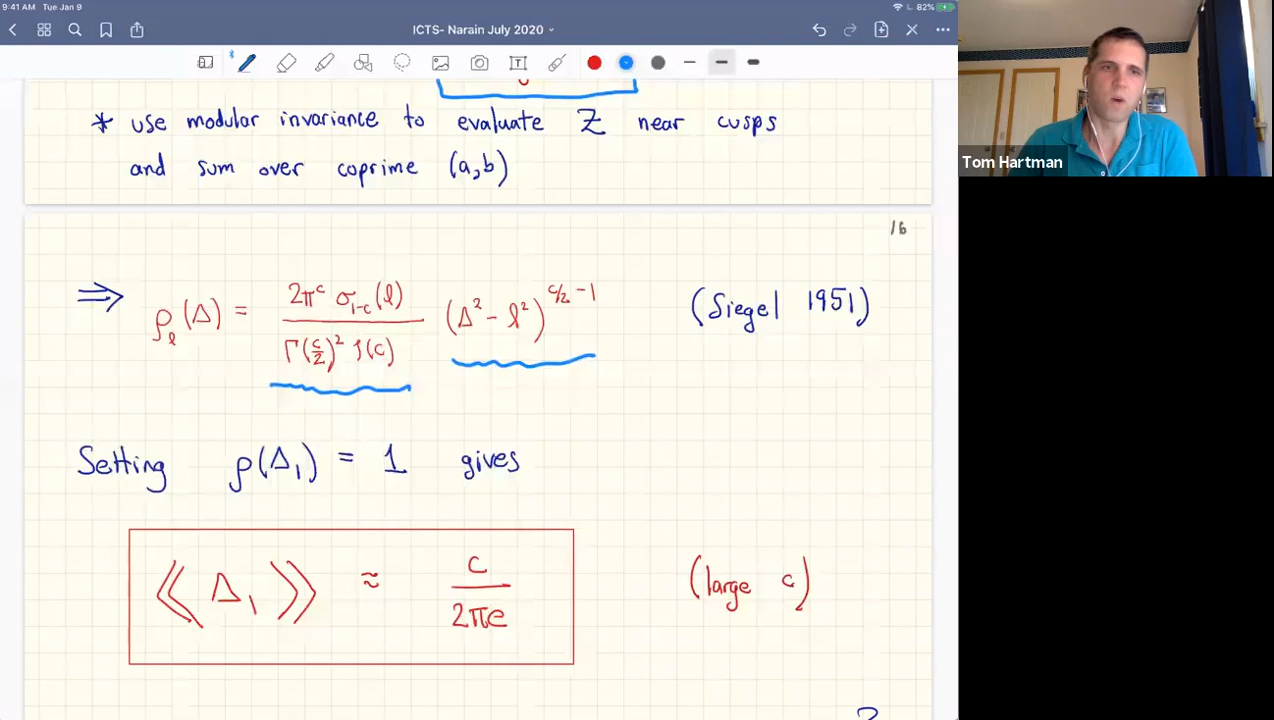 9:41 AM Tue Jan 9
82%
ICTS- Narain July 2020
* use modular invariance to evaluate Z near cusps
and sum over coprime (a,b)
16
⇒ ρ_ℓ(Δ) = 2π^c σ_{1-c}(ℓ) / Γ(c/2)^2 ζ(c) (Δ^2 - ℓ^2)^{c/2 - 1} (Siegel 1951)
Setting ρ(Δ_1) = 1 gives
⟪ Δ_1 ⟫ ≈ c / 2πe (large c)
Tom Hartman